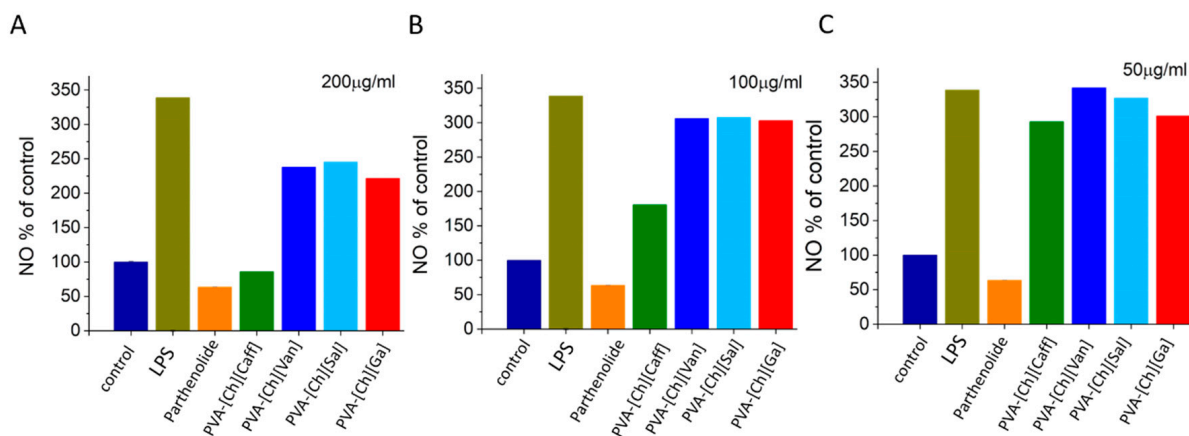 A
B
C
200µg/ml
NO % of control
350
300
250
200
150
100
50
0
control
LPS
Parthenolide
PVA-[Ch][Caff]
PVA-[Ch][Van]
PVA-[Ch][Sal]
PVA-[Ch][Ga]
100µg/ml
NO % of control
350
300
250
200
150
100
50
0
control
LPS
Parthenolide
PVA-[Ch][Caff]
PVA-[Ch][Van]
PVA-[Ch][Sal]
PVA-[Ch][Ga]
50µg/ml
NO % of control
350
300
250
200
150
100
50
0
control
LPS
Parthenolide
PVA-[Ch][Caff]
PVA-[Ch][Van]
PVA-[Ch][Sal]
PVA-[Ch][Ga]